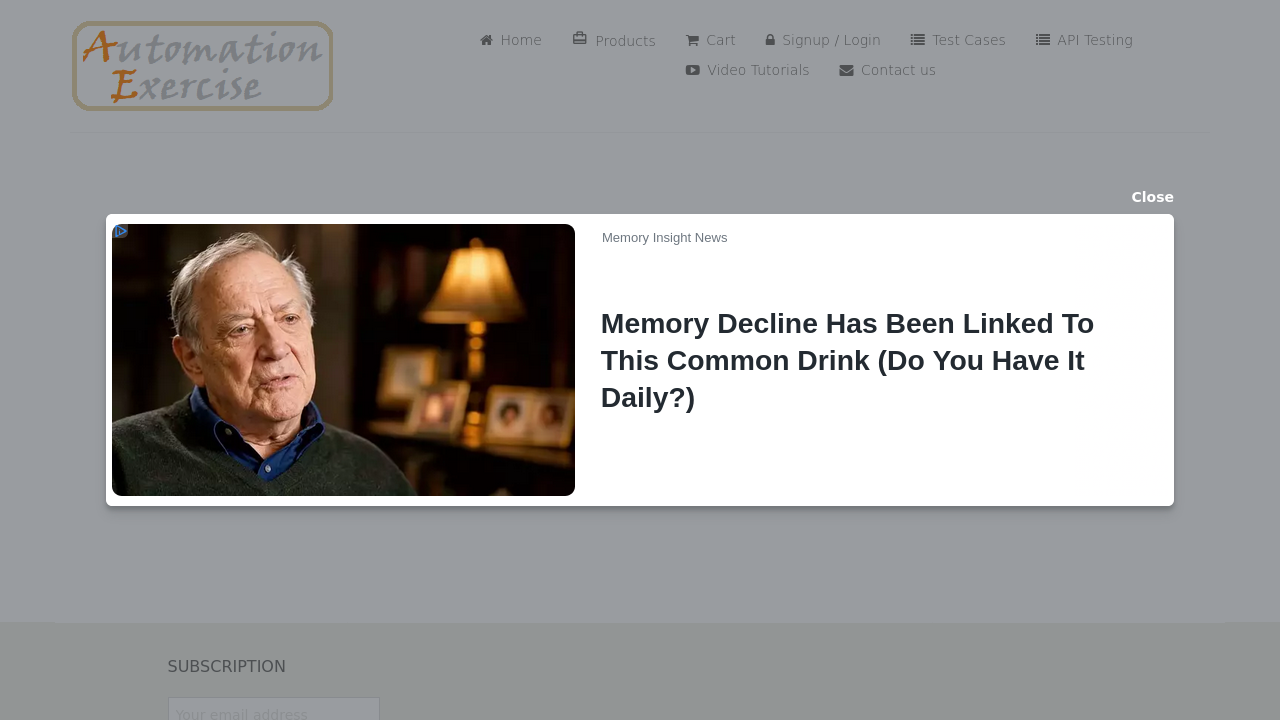 Automation
Exercise
Home
Products
Cart
Signup / Login
Test Cases
API Testing
Video Tutorials
Contact us
Close
Memory Insight News
Memory Decline Has Been Linked To
This Common Drink (Do You Have It
Daily?)
SUBSCRIPTION
Your email address